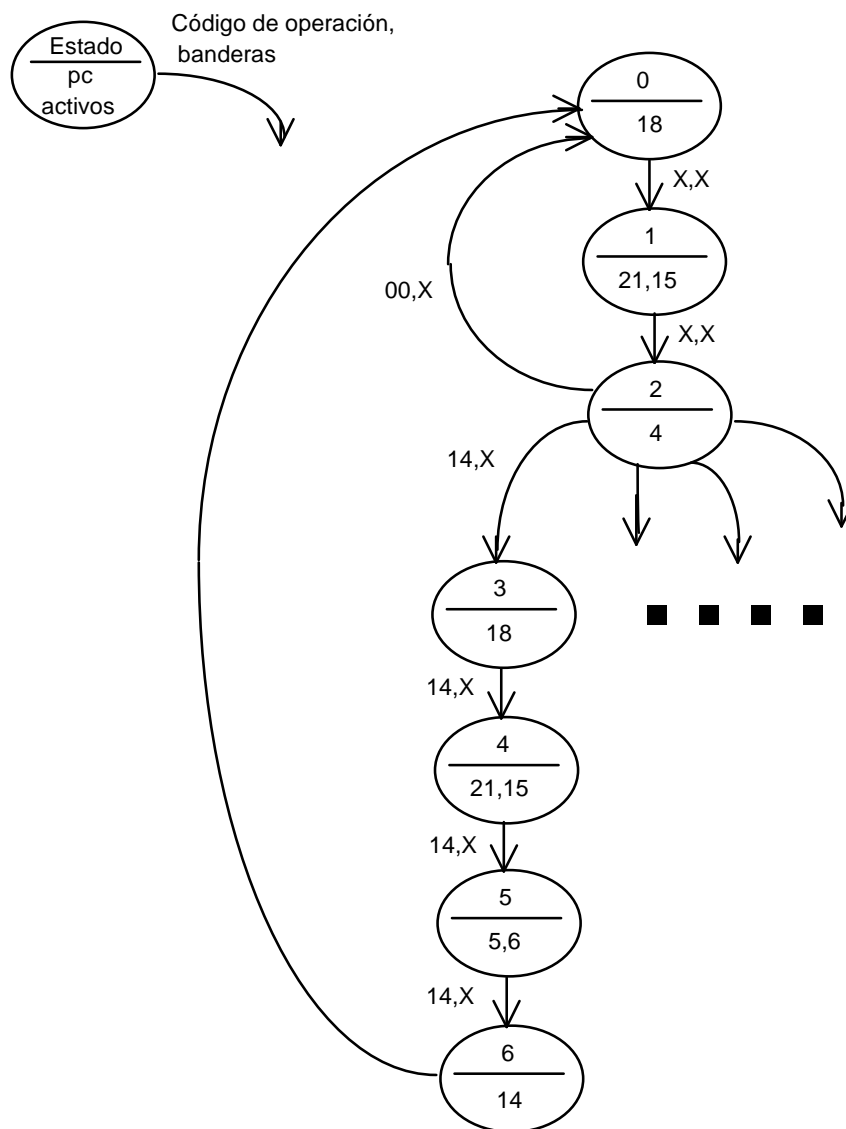 Código de operación,
banderas
Estado
pc
activos
0
18
X,X
1
21,15
X,X
00,X
2
4
14,X
3
18
14,X
4
21,15
14,X
5
5,6
14,X
6
14